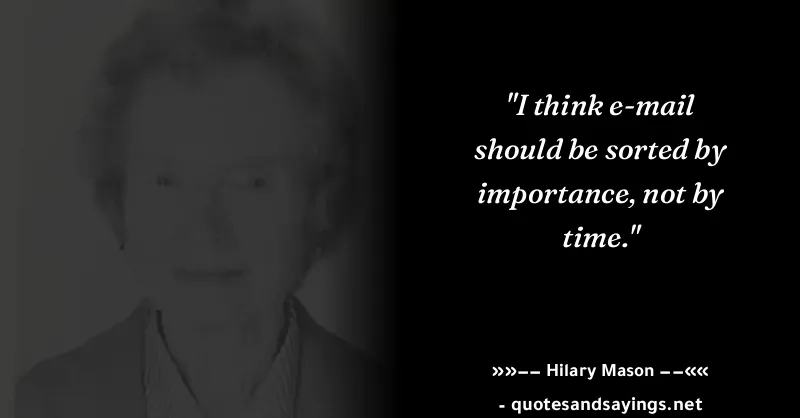 "I think e-mail
should be sorted by
importance, not by
time."
»»−− Hilary Mason −−««
- quotesandsayings.net